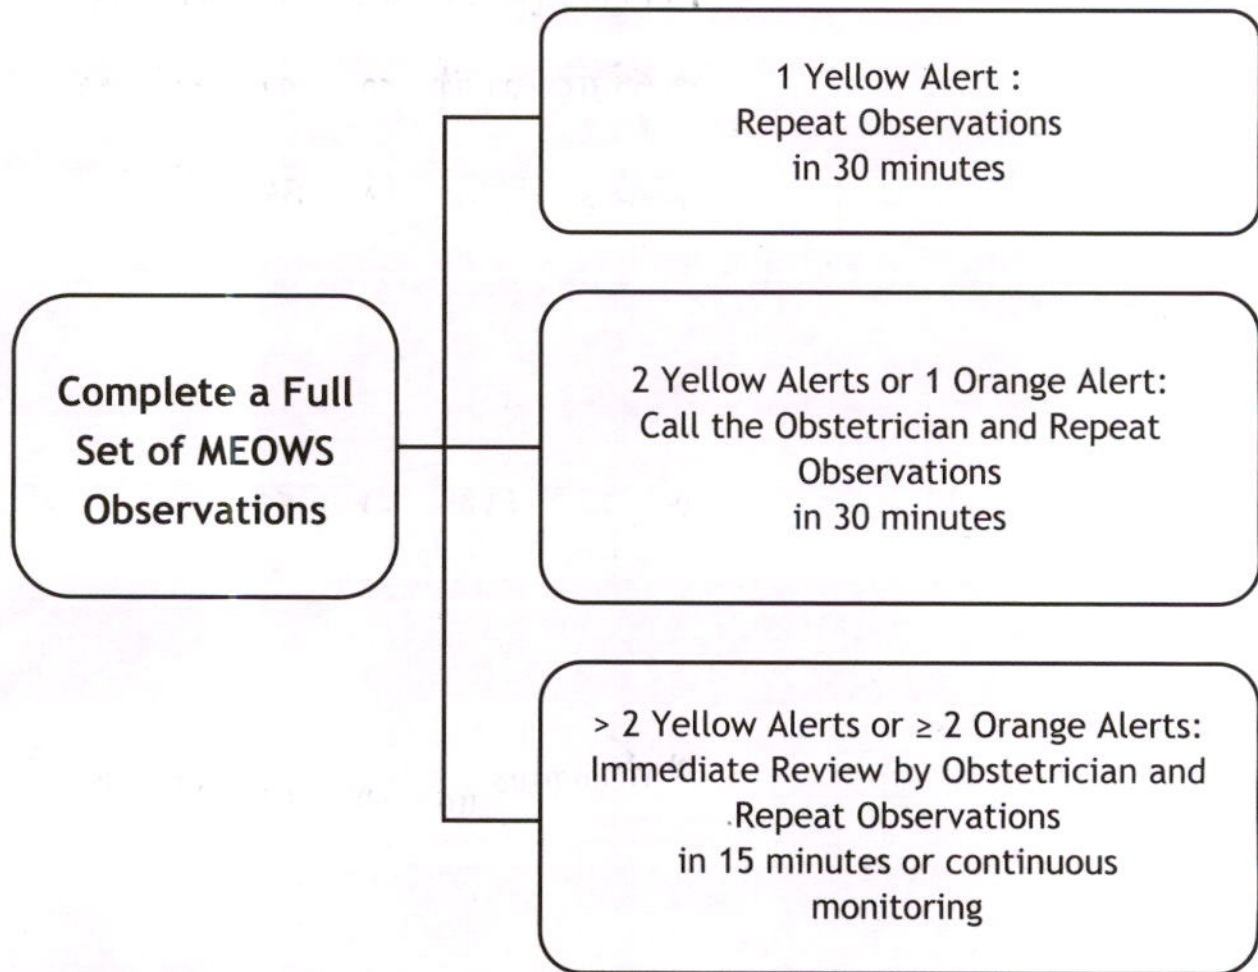 1 Yellow Alert :
Repeat Observations
in 30 minutes
Complete a Full
Set of MEOWS
Observations
2 Yellow Alerts or 1 Orange Alert:
Call the Obstetrician and Repeat
Observations
in 30 minutes
> 2 Yellow Alerts or ≥ 2 Orange Alerts:
Immediate Review by Obstetrician and
Repeat Observations
in 15 minutes or continuous
monitoring